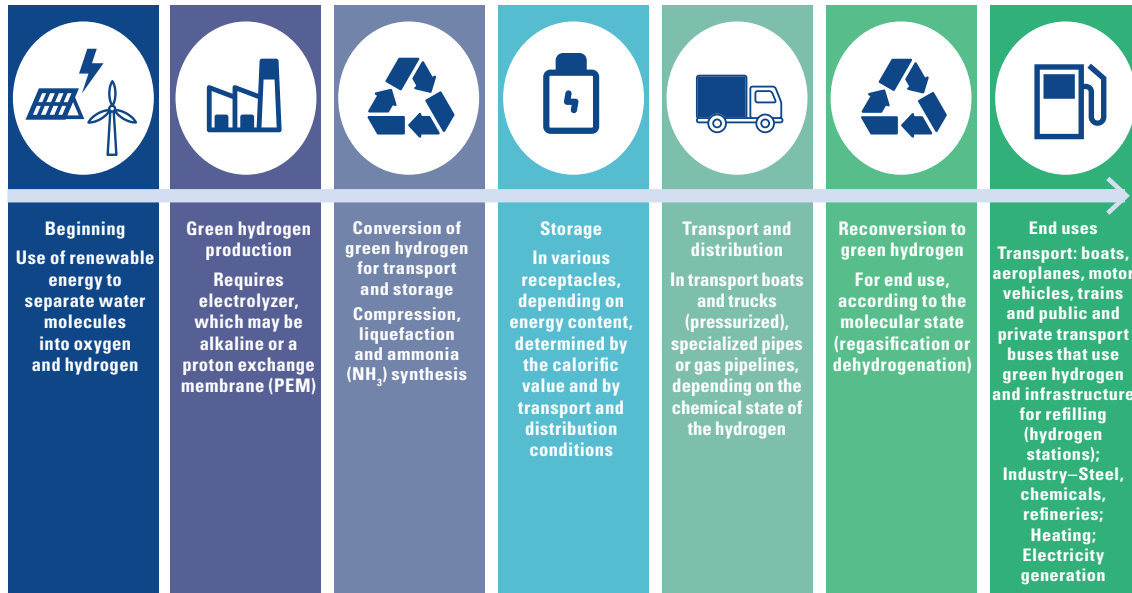 Beginning
Use of renewable
energy to
separate water
molecules
into oxygen
and hydrogen
Green hydrogen
production
Requires
electrolyzer,
which may be
alkaline or a
proton exchange
membrane (PEM)
Conversion of
green hydrogen
for transport
and storage
Compression,
liquefaction
and ammonia
(NH₃) synthesis
Storage
In various
receptacles,
depending on
energy content,
determined by
the calorific
value and by
transport and
distribution
conditions
Transport and
distribution
In transport boats
and trucks
(pressurized),
specialized pipes
or gas pipelines,
depending on the
chemical state of
the hydrogen
Reconversion to
green hydrogen
For end use,
according to the
molecular state
(regasification or
dehydrogenation)
End uses
Transport: boats,
aeroplanes, motor
vehicles, trains
and public and
private transport
buses that use
green hydrogen
and infrastructure
for refilling
(hydrogen
stations);
Industry–Steel,
chemicals,
refineries;
Heating;
Electricity
generation